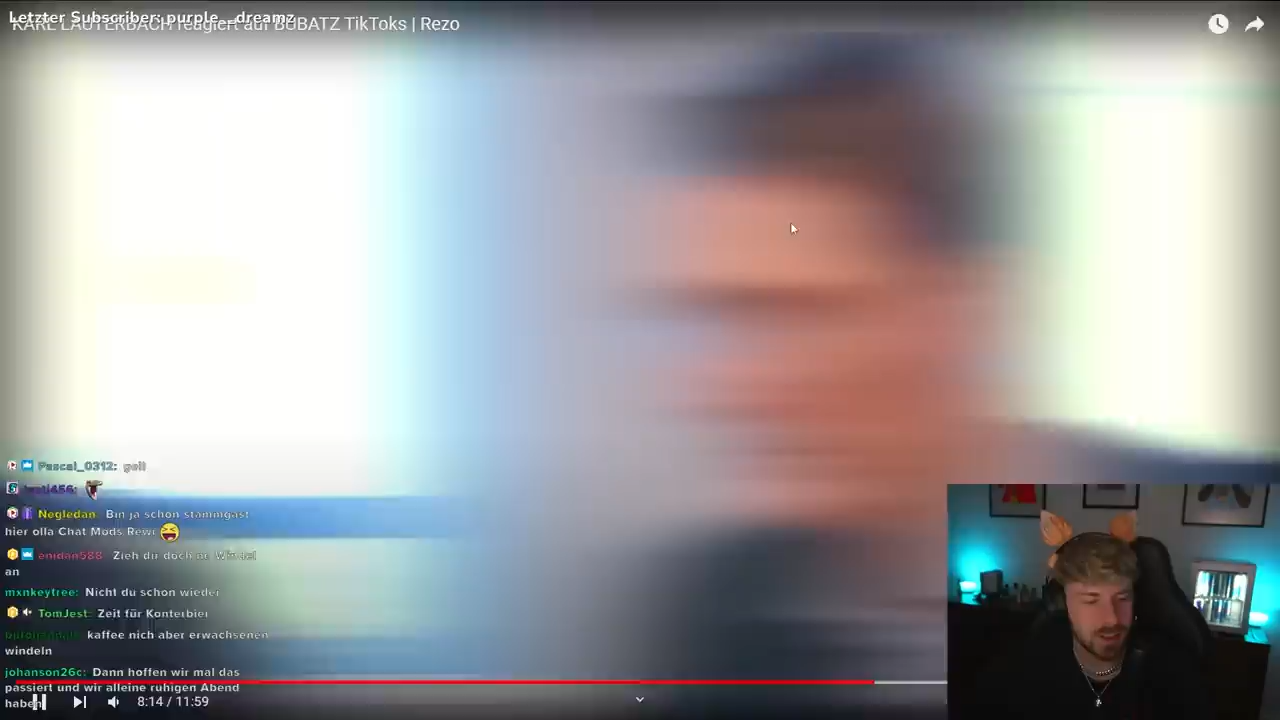 Letzter Subscriber: purple__dreamz
KARL LAUTERBACH reagiert auf BUBATZ TikToks | Rezo
Pascal_0312: geil
Negledan: Bin ja schon stammgast
hier olla Chat Mods Rewi
enidan588: Zieh dir doch ne Windel
an
mxnkeytree: Nicht du schon wieder
TomJest: Zeit für Konterbier
kaffee nich aber erwachsenen
windeln
johanson26c: Dann hoffen wir mal das
passiert und wir alleine ruhigen Abend
haben
8:14 / 11:59